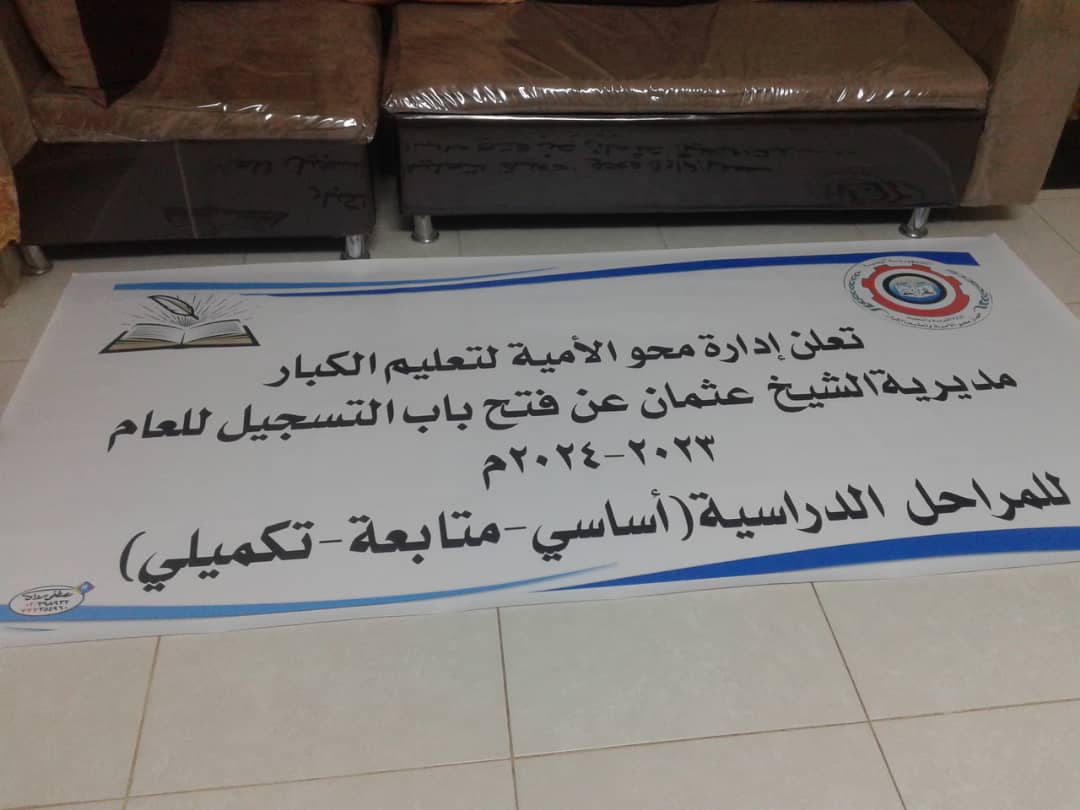 تعلن إدارة محو الأمية لتعليم الكبار
مديرية الشيخ عثمان عن فتح باب التسجيل للعام
٢٠٢٣-٢٠٢٤م
للمراحل الدراسية (أساسي-متابعة-تكميلي)